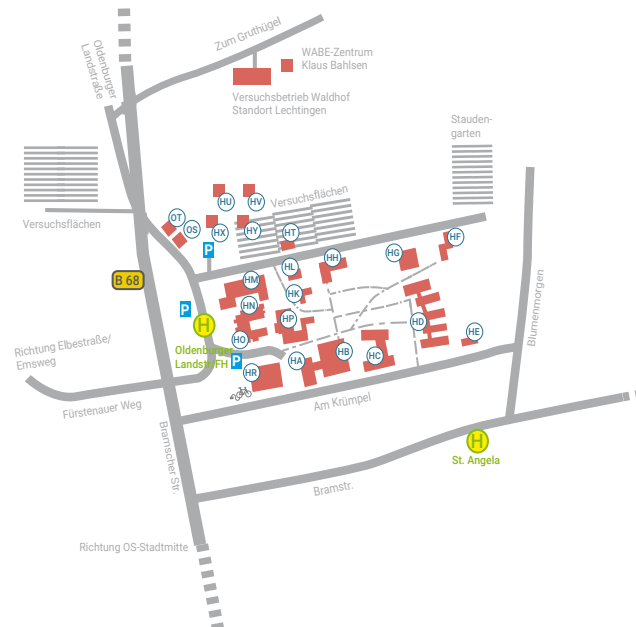 Zum Gruthügel
WABE-Zentrum
Klaus Bahlsen
Oldenburger
Landstraße
Versuchsbetrieb Waldhof
Standort Lechtingen
Stauden-
garten
Versuchsflächen
HU
HV
Versuchsflächen
OT
OS
HX
HY
HT
HF
P
HG
HH
HL
B 68
HM
HK
P
HN
H
HP
HD
HE
Blumenmorgen
Richtung Elbestraße/
Emsweg
HO
Oldenburger
Landstr/FH
P
HA
HB
HC
HR
Am Krümpel
Fürstenauer Weg
Bramscher Str.
H
St. Angela
Bramstr.
Richtung OS-Stadtmitte